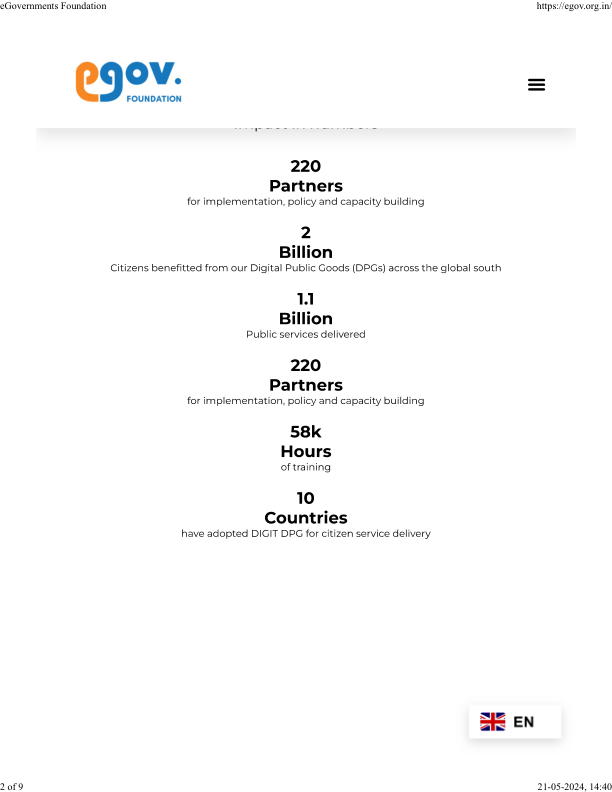 eGovernments Foundation
https://egov.org.in/
egov.
FOUNDATION
220
Partners
for implementation, policy and capacity building
2
Billion
Citizens benefitted from our Digital Public Goods (DPGs) across the global south
1.1
Billion
Public services delivered
220
Partners
for implementation, policy and capacity building
58k
Hours
of training
10
Countries
have adopted DIGIT DPG for citizen service delivery
EN
2 of 9
21-05-2024, 14:40